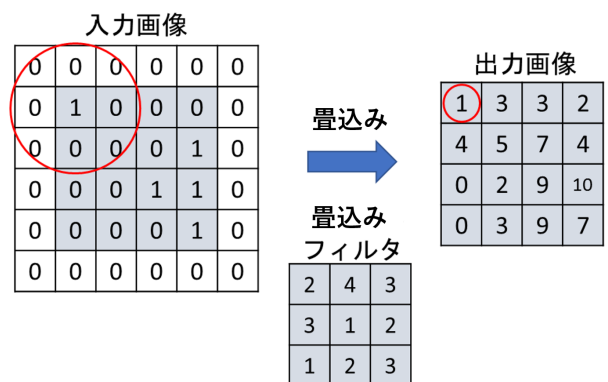 入力画像
0 0 0 0 0 0
0 1 0 0 0 0
0 0 0 0 1 0
0 0 0 1 1 0
0 0 0 0 1 0
0 0 0 0 0 0
畳込み
畳込み
フィルタ
2 4 3
3 1 2
1 2 3
出力画像
1 3 3 2
4 5 7 4
0 2 9 10
0 3 9 7